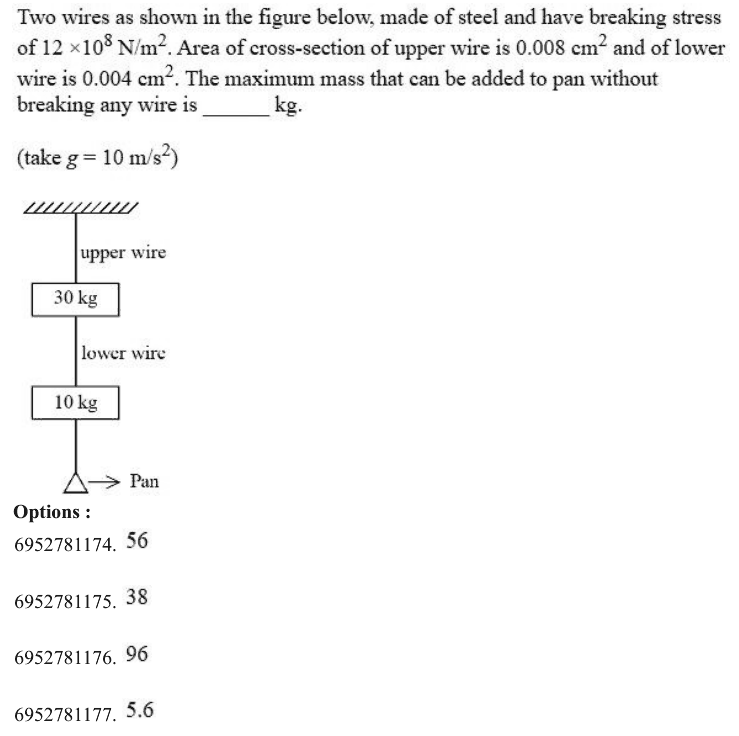 Two wires as shown in the figure below, made of steel and have breaking stress
of 12 ×10⁸ N/m². Area of cross-section of upper wire is 0.008 cm² and of lower
wire is 0.004 cm². The maximum mass that can be added to pan without
breaking any wire is ______ kg.
(take g = 10 m/s²)
upper wire
30 kg
lower wire
10 kg
Pan
Options :
6952781174. 56
6952781175. 38
6952781176. 96
6952781177. 5.6